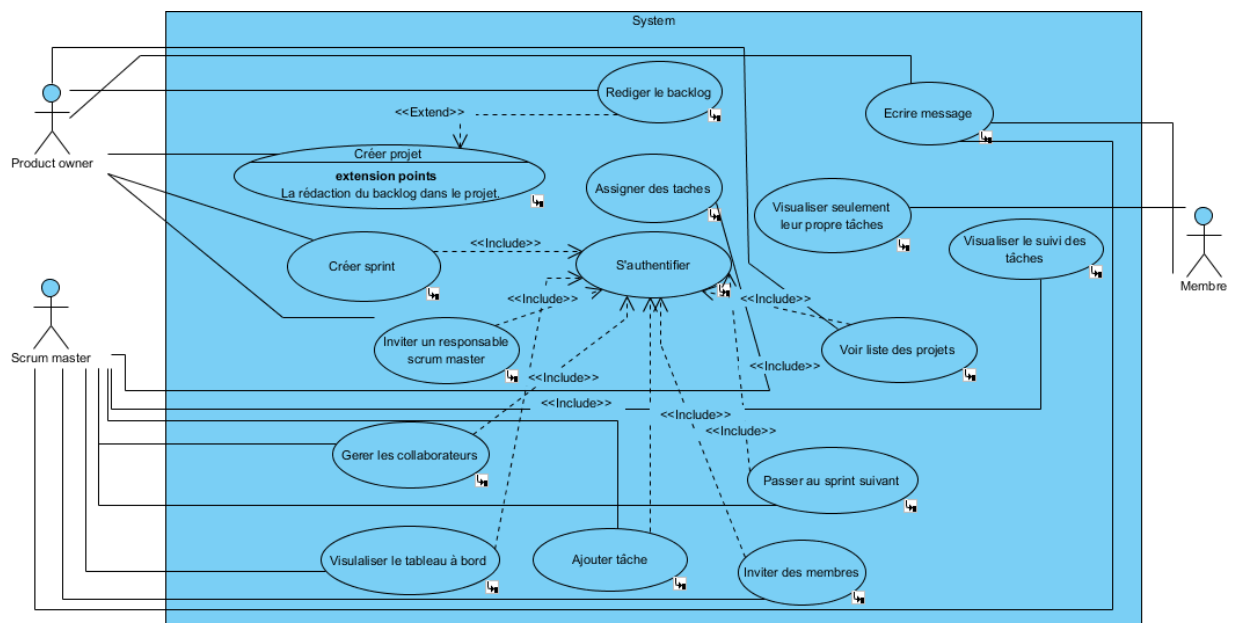 System
Rediger le backlog
Ecrire message
<<Extend>>
Product owner
Créer projet
extension points
La rédaction du backlog dans le projet.
Assigner des taches
Visualiser seulement
leur propre tâches
Visualiser le suivi des
tâches
<<Include>>
Créer sprint
S'authentifier
Membre
<<Include>>
<<Include>>
Inviter un responsable
scrum master
Voir liste des projets
Scrum master
<<Include>>
<<Include>>
<<Include>>
<<Include>>
<<Include>>
Gerer les collaborateurs
Passer au sprint suivant
Visulaliser le tableau à bord
Ajouter tâche
Inviter des membres